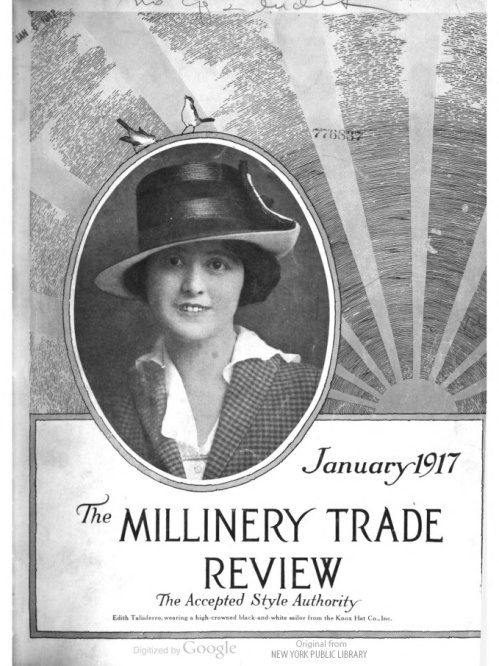 JAN
776837
January 1917
The MILLINERY TRADE
REVIEW
The Accepted Style Authority
Edith Taliaferro, wearing a high-crowned black-and-white sailor from the Knox Hat Co., Inc.
Digitized by Google
Original from
NEW YORK PUBLIC LIBRARY